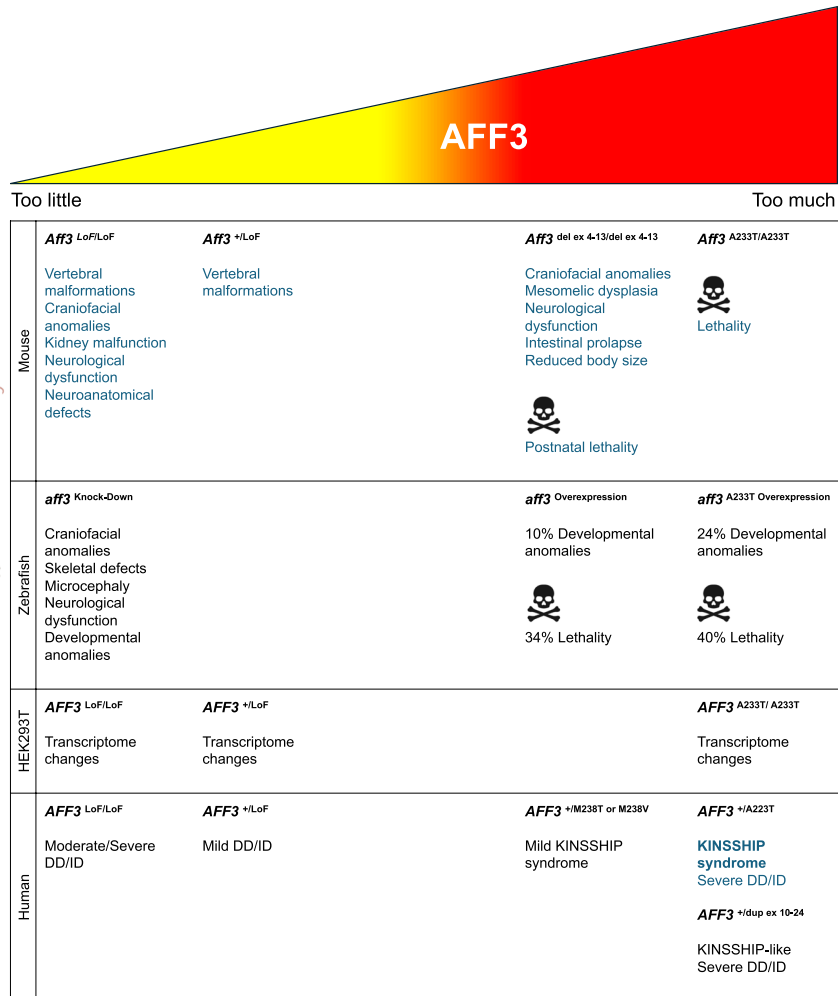 AFF3
Too little
Too much
Mouse
Aff3 LoF/LoF
Vertebral
malformations
Craniofacial
anomalies
Kidney malfunction
Neurological
dysfunction
Neuroanatomical
defects
Aff3 +/LoF
Vertebral
malformations
Aff3 del ex 4-13/del ex 4-13
Craniofacial anomalies
Mesomelic dysplasia
Neurological
dysfunction
Intestinal prolapse
Reduced body size
Postnatal lethality
Aff3 A233T/A233T
Lethality
Zebrafish
aff3 Knock-Down
Craniofacial
anomalies
Skeletal defects
Microcephaly
Neurological
dysfunction
Developmental
anomalies
aff3 Overexpression
10% Developmental
anomalies
34% Lethality
aff3 A233T Overexpression
24% Developmental
anomalies
40% Lethality
HEK293T
AFF3 LoF/LoF
Transcriptome
changes
AFF3 +/LoF
Transcriptome
changes
AFF3 A233T/ A233T
Transcriptome
changes
Human
AFF3 LoF/LoF
Moderate/Severe
DD/ID
AFF3 +/LoF
Mild DD/ID
AFF3 +/M238T or M238V
Mild KINSSHIP
syndrome
AFF3 +/A223T
KINSSHIP
syndrome
Severe DD/ID
AFF3 +/dup ex 10-24
KINSSHIP-like
Severe DD/ID